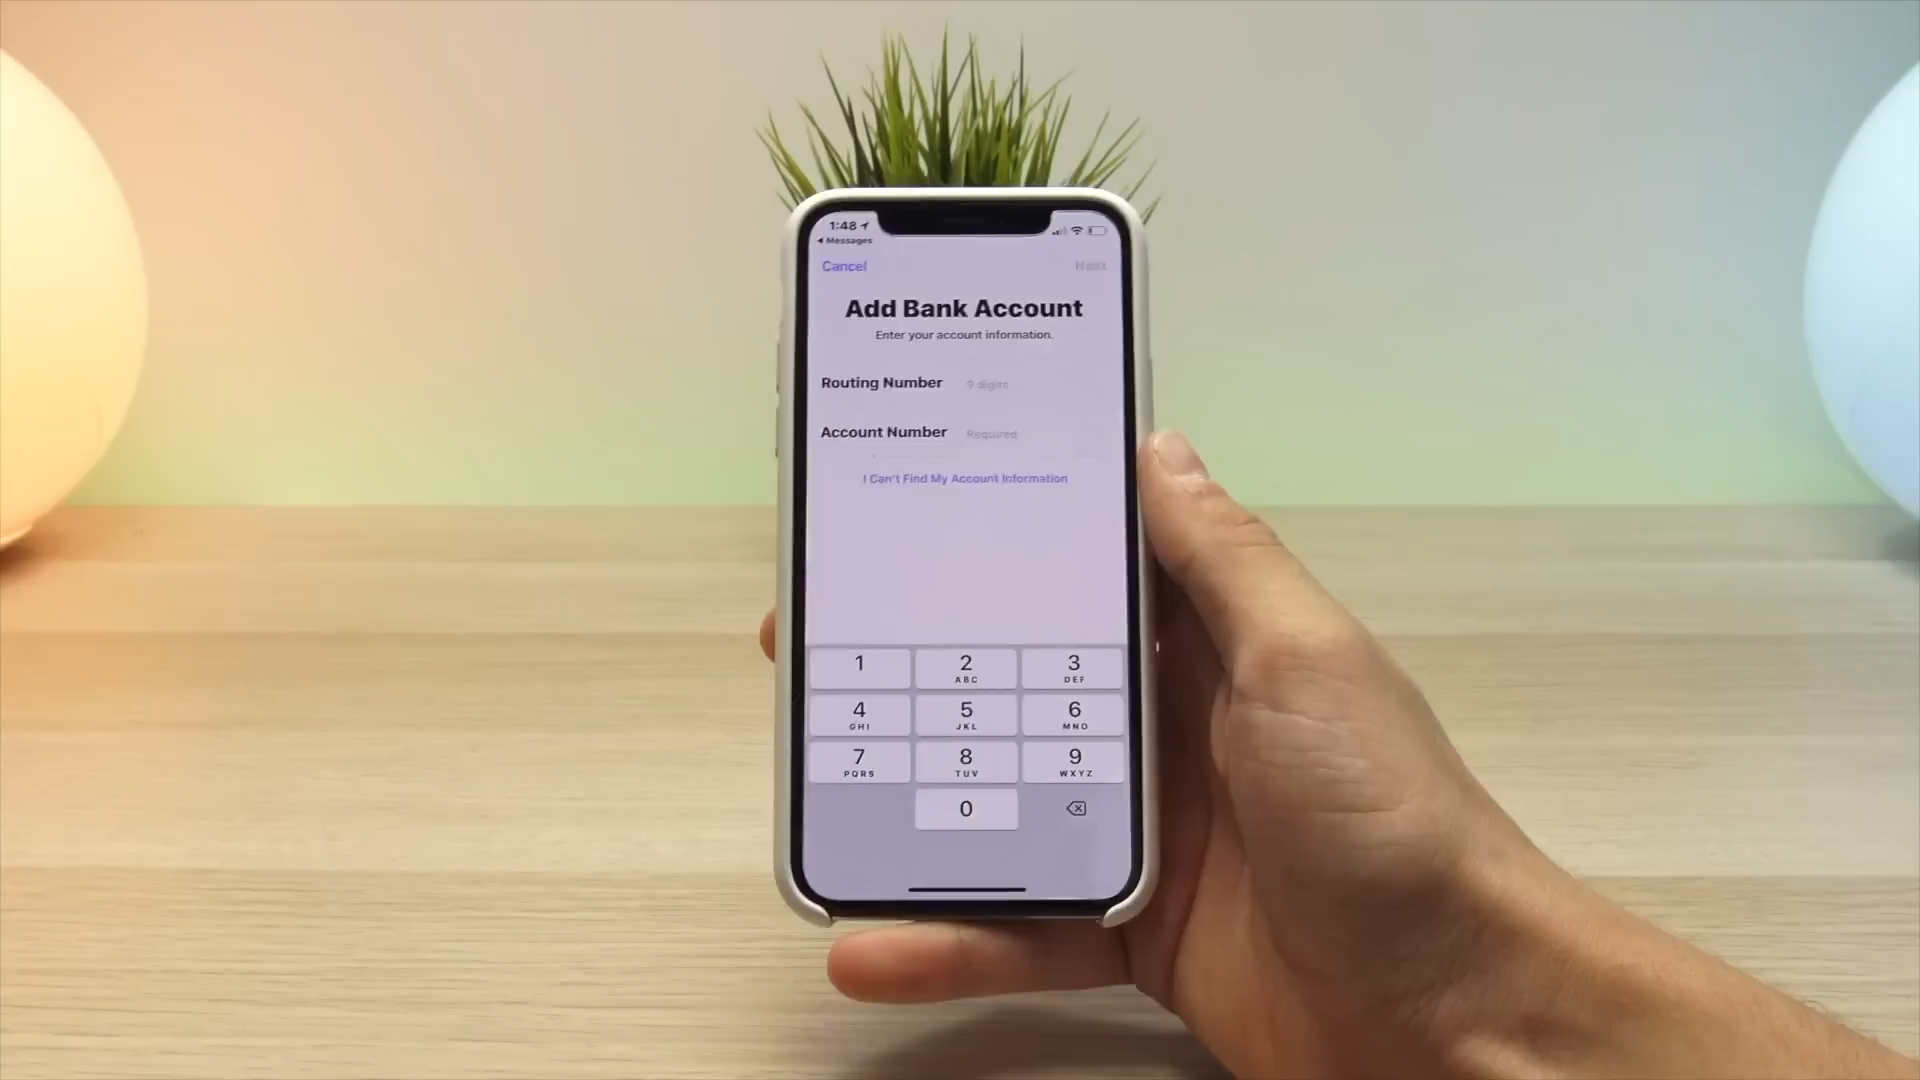 1:48
Messages
Cancel
Next
Add Bank Account
Enter your account information.
Routing Number 9 digits
Account Number Required
I Can't Find My Account Information
1 2 3
ABC DEF
4 5 6
GHI JKL MNO
7 8 9
PQRS TUV WXYZ
0